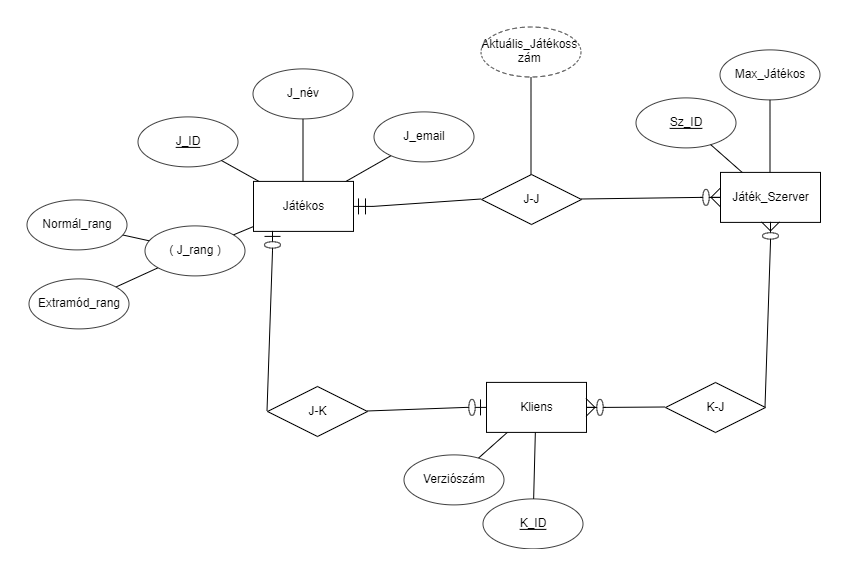 Aktuális_Játékoss
zám
Max_Játékos
J_név
Sz_ID
J_ID
J_email
Játékos
J-J
Játék_Szerver
Normál_rang
( J_rang )
Extramód_rang
J-K
Kliens
K-J
Verziószám
K_ID